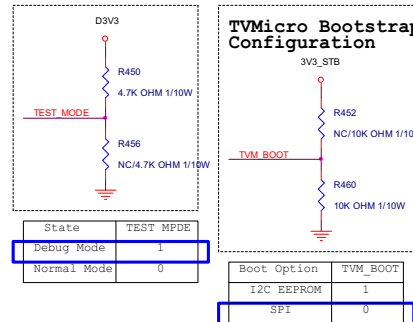 D3V3
R450
4.7K OHM 1/10W
TEST_MODE
R456
NC/4.7K OHM 1/10W
State TEST MPDE
Debug Mode 1
Normal Mode 0
TVMicro Bootstrap
Configuration
3V3_STB
R452
NC/10K OHM 1/10
TVM_BOOT
R460
10K OHM 1/10W
Boot Option TVM_BOOT
I2C EEPROM 1
SPI 0